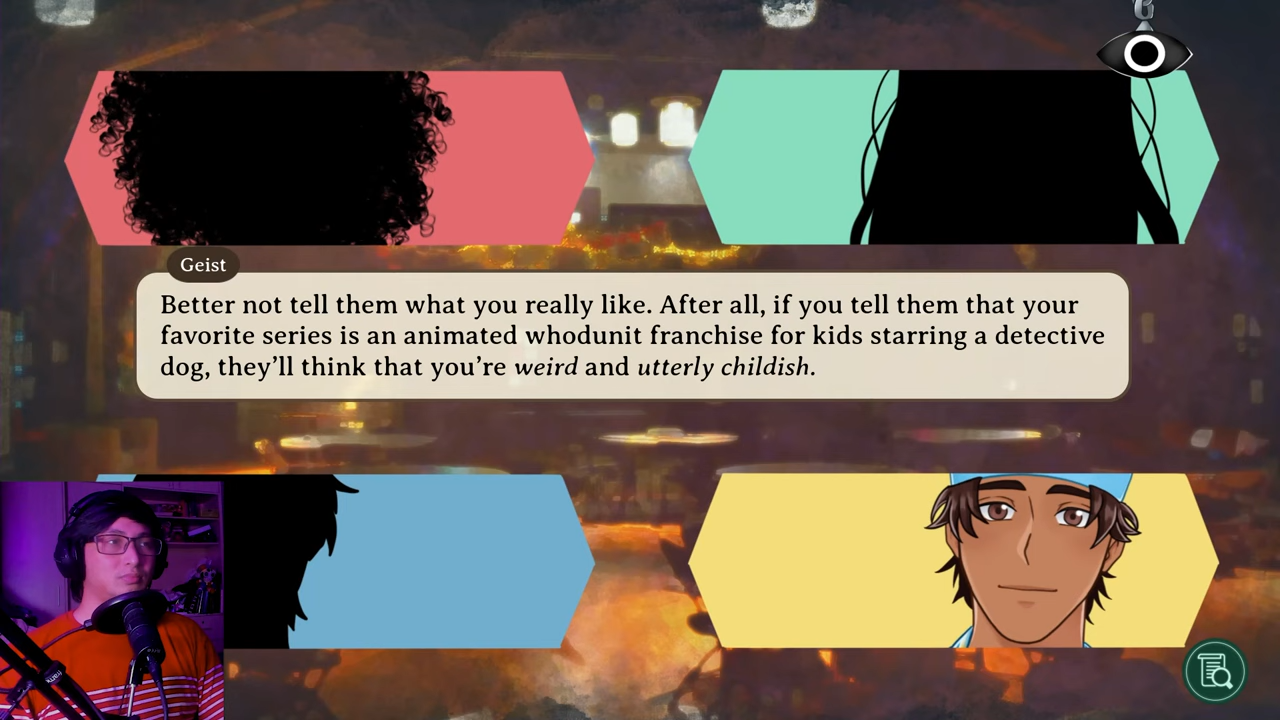 G
Geist
Better not tell them what you really like. After all, if you tell them that your
favorite series is an animated whodunit franchise for kids starring a detective
dog, they’ll think that you’re weird and utterly childish.